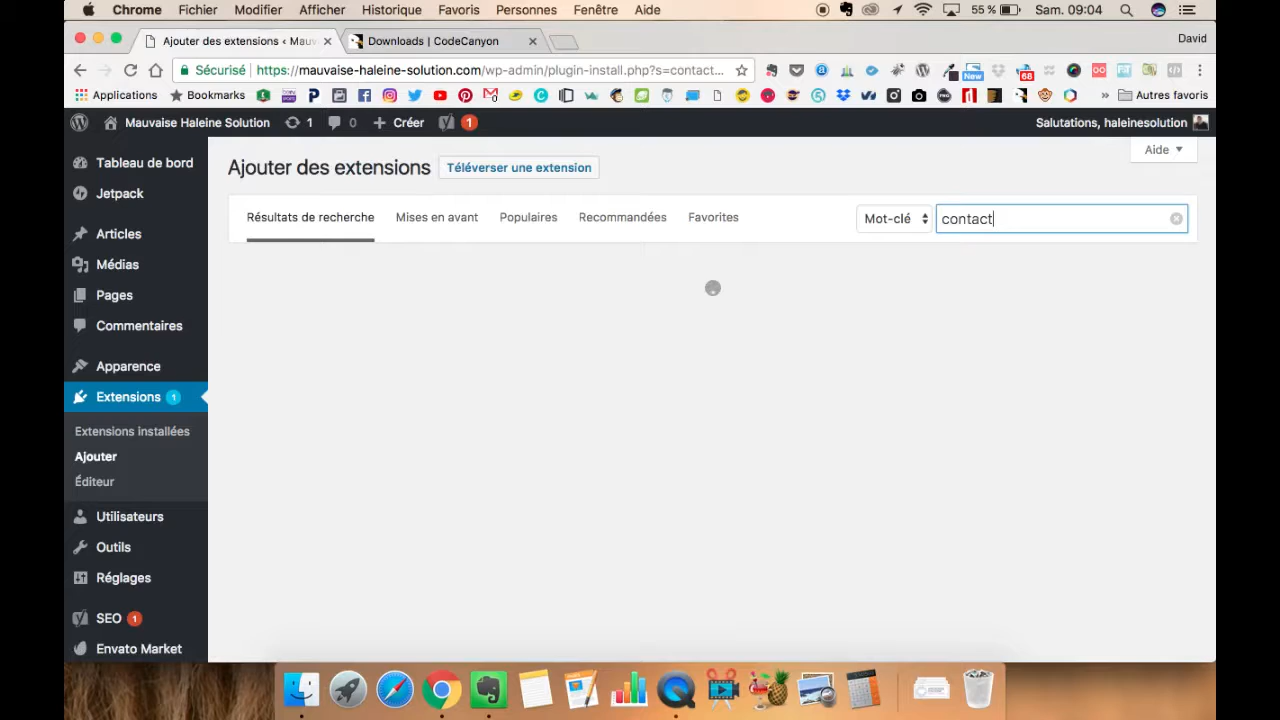 Chrome Fichier Modifier Afficher Historique Favoris Personnes Fenêtre Aide 55 % Sam. 09:04
Ajouter des extensions ‹ Mauv Downloads | CodeCanyon David
Sécurisé https://mauvaise-haleine-solution.com/wp-admin/plugin-install.php?s=contact... New 68
Applications Bookmarks » Autres favoris
Mauvaise Haleine Solution 1 0 Créer 1 Salutations, haleinesolution
Aide
Tableau de bord
Jetpack
Articles
Médias
Pages
Commentaires
Apparence
Extensions 1
Extensions installées
Ajouter
Éditeur
Utilisateurs
Outils
Réglages
SEO 1
Envato Market
Ajouter des extensions Téléverser une extension
Résultats de recherche Mises en avant Populaires Recommandées Favorites Mot-clé contact